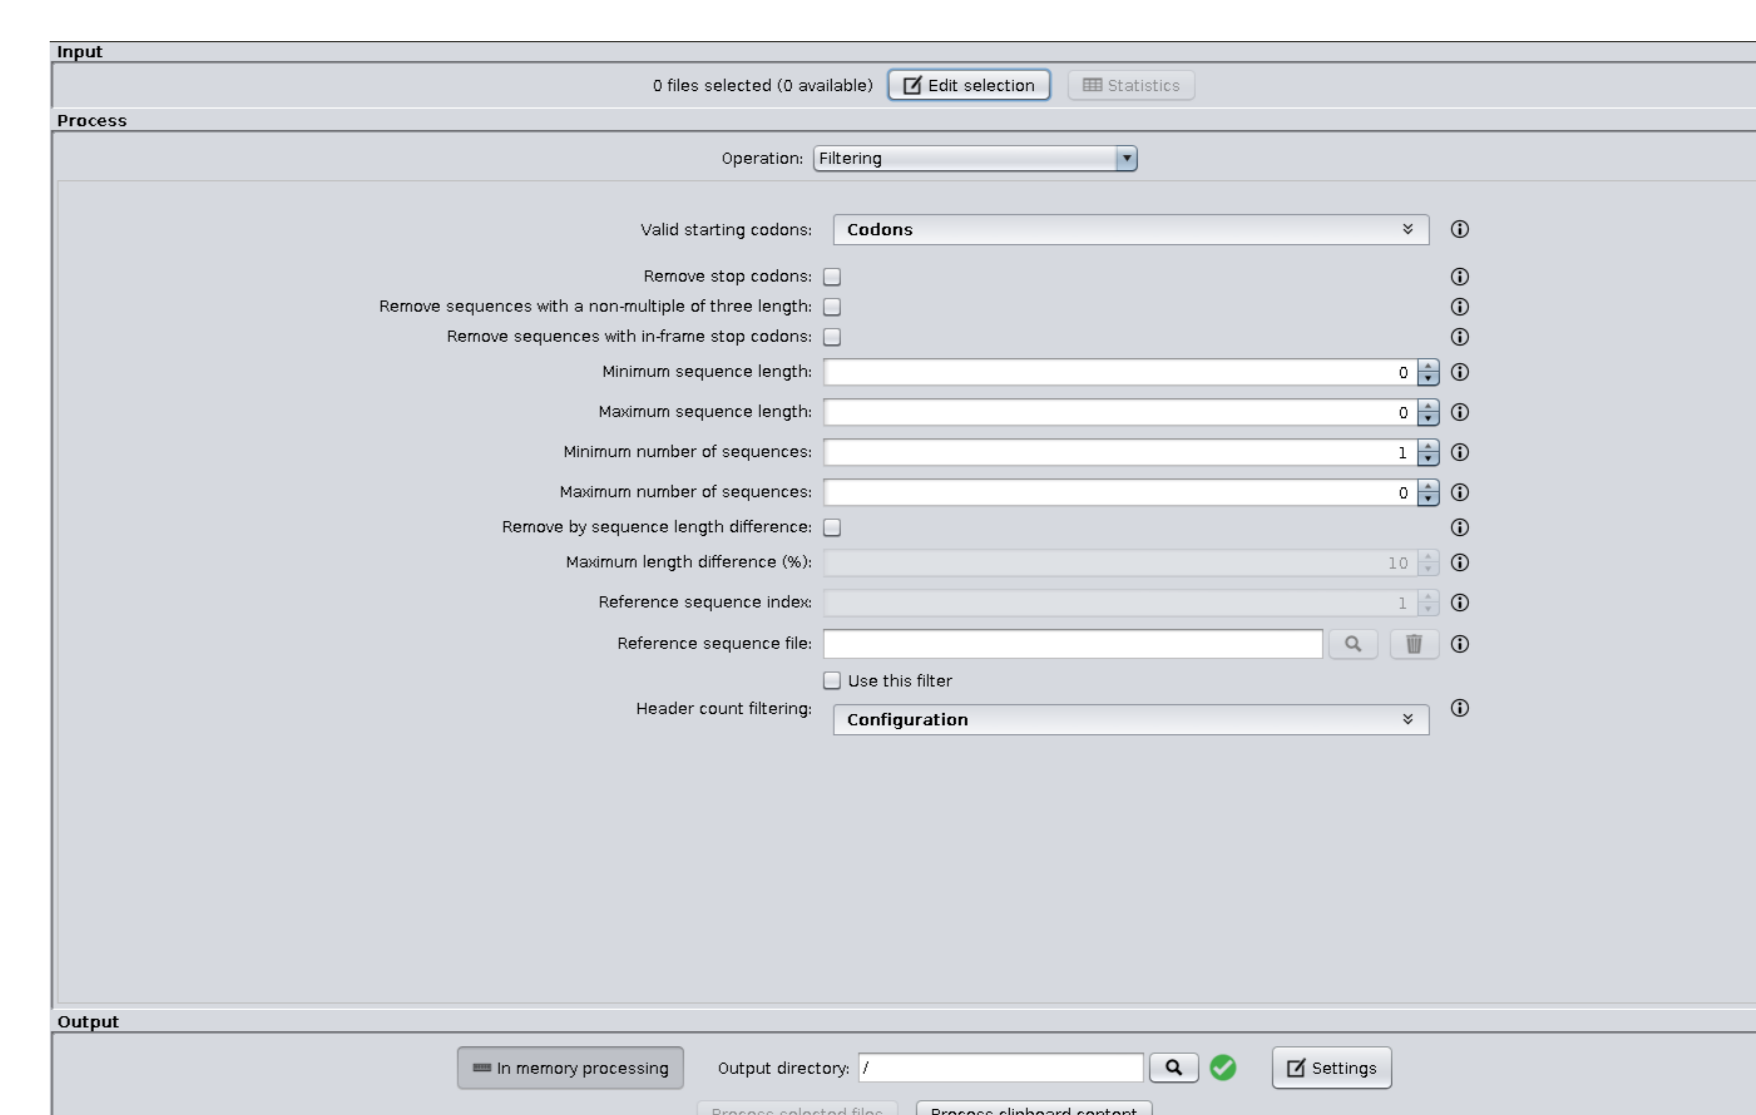 Input
0 files selected (0 available) Edit selection Statistics
Process
Operation: Filtering
Valid starting codons: Codons
Remove stop codons:
Remove sequences with a non-multiple of three length:
Remove sequences with in-frame stop codons:
Minimum sequence length: 0
Maximum sequence length: 0
Minimum number of sequences: 1
Maximum number of sequences: 0
Remove by sequence length difference:
Maximum length difference (%): 10
Reference sequence index: 1
Reference sequence file:
Use this filter
Header count filtering: Configuration
Output
In memory processing Output directory: / Settings
Process selected files Process clipboard content